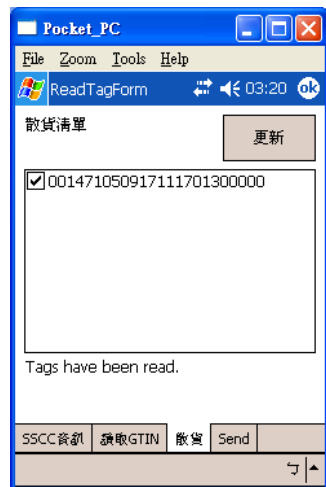 Pocket_PC
File Zoom Tools Help
ReadTagForm 03:20 ok
散貨清單
更新
001471050917111701300000
Tags have been read.
SSCC資訊 讀取GTIN 散貨 Send
ㄅ